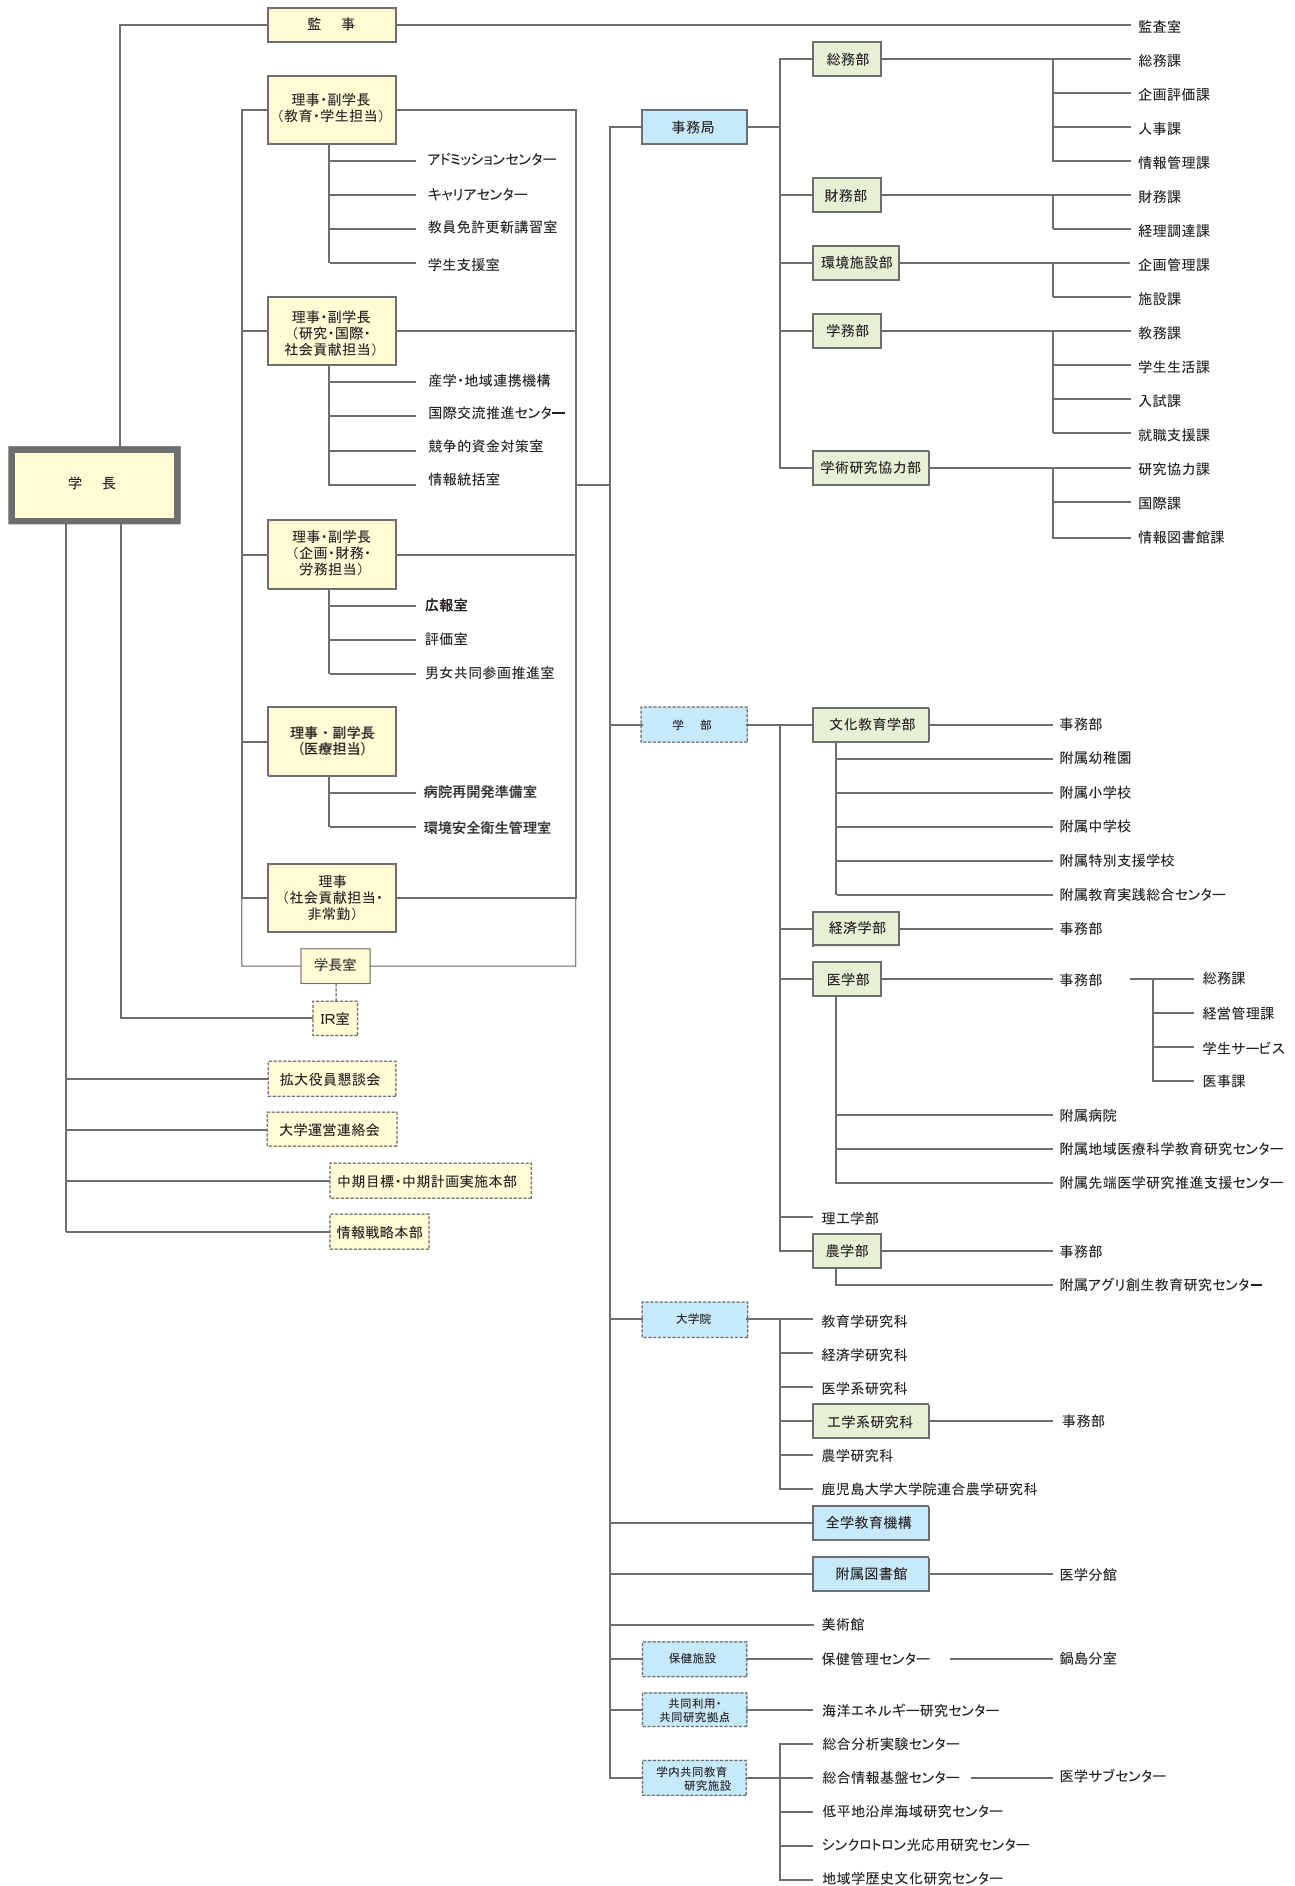 監　事
監査室
学　長
理事・副学長
（教育・学生担当）
アドミッションセンター
キャリアセンター
教員免許更新講習室
学生支援室
理事・副学長
（研究・国際・
社会貢献担当）
産学・地域連携機構
国際交流推進センター
競争的資金対策室
情報統括室
理事・副学長
（企画・財務・
労務担当）
広報室
評価室
男女共同参画推進室
理事・副学長
（医療担当）
病院再開発準備室
環境安全衛生管理室
理事
（社会貢献担当・
非常勤）
学長室
IR室
拡大役員懇談会
大学運営連絡会
中期目標・中期計画実施本部
情報戦略本部
事務局
総務部
総務課
企画評価課
人事課
情報管理課
財務部
財務課
経理調達課
環境施設部
企画管理課
施設課
学務部
教務課
学生生活課
入試課
就職支援課
学術研究協力部
研究協力課
国際課
情報図書館課
学　部
文化教育学部
事務部
附属幼稚園
附属小学校
附属中学校
附属特別支援学校
附属教育実践総合センター
経済学部
事務部
医学部
事務部
総務課
経営管理課
学生サービス
医事課
附属病院
附属地域医療科学教育研究センター
附属先端医学研究推進支援センター
理工学部
農学部
事務部
附属アグリ創生教育研究センター
大学院
教育学研究科
経済学研究科
医学系研究科
工学系研究科
事務部
農学研究科
鹿児島大学大学院連合農学研究科
全学教育機構
附属図書館
医学分館
美術館
保健施設
保健管理センター
鍋島分室
共同利用・
共同研究拠点
海洋エネルギー研究センター
学内共同教育
研究施設
総合分析実験センター
総合情報基盤センター
医学サブセンター
低平地沿岸海域研究センター
シンクロトロン光応用研究センター
地域学歴史文化研究センター